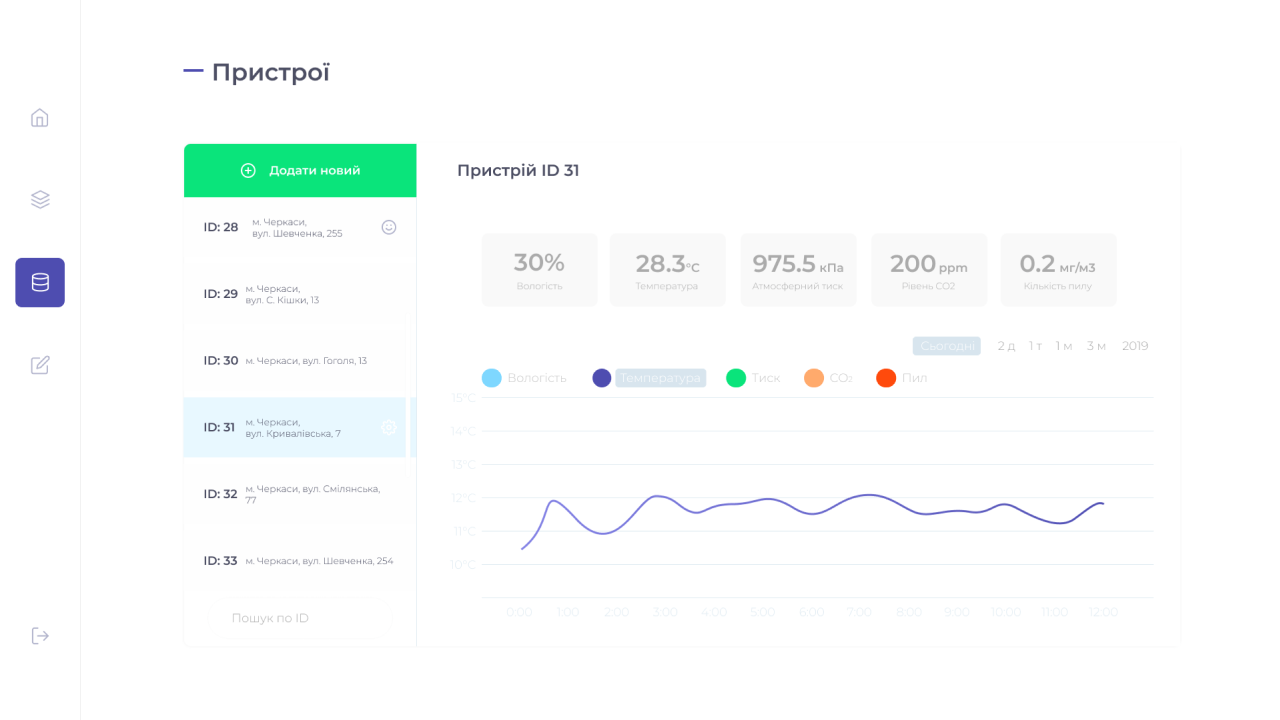 Пристрої
Додати новий
ID: 28
м. Черкаси,
вул. Шевченка, 255
ID: 29
м. Черкаси,
вул. С. Кішки, 13
ID: 30
м. Черкаси, вул. Гоголя, 13
ID: 31
м. Черкаси,
вул. Кривалівська, 7
ID: 32
м. Черкаси, вул. Смілянська,
77
ID: 33
м. Черкаси, вул. Шевченка, 254
Пошук по ID
Пристрій ID 31
30%
Вологість
28.3°C
Температура
975.5 кПа
Атмосферний тиск
200 ppm
Рівень CO2
0.2 мг/м3
Кількість пилу
Сьогодні 2 д 1 т 1 м 3 м 2019
Вологість Температура Тиск CO₂ Пил
15°C
14°C
13°C
12°C
11°C
10°C
0:00 1:00 2:00 3:00 4:00 5:00 6:00 7:00 8:00 9:00 10:00 11:00 12:00